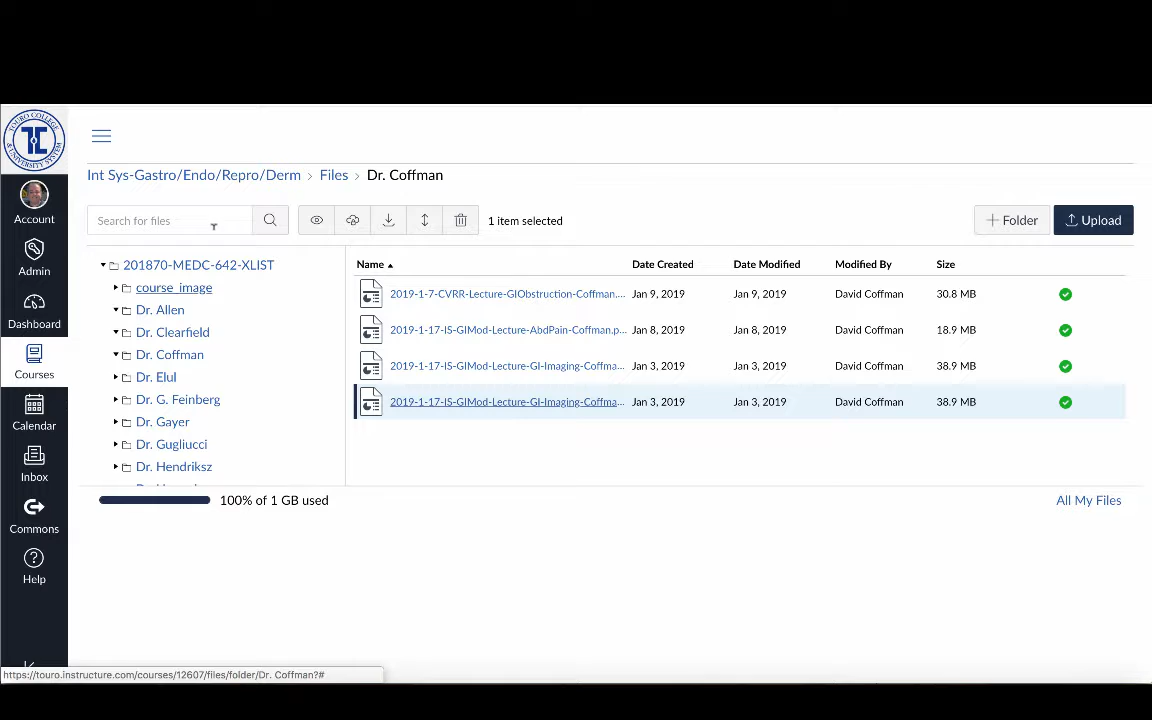 TOURO COLLEGE
& UNIVERSITY SYSTEM
Account
Admin
Dashboard
Courses
Calendar
Inbox
Commons
Help
Int Sys-Gastro/Endo/Repro/Derm > Files > Dr. Coffman
Search for files
1 item selected
Folder
Upload
201870-MEDC-642-XLIST
course_image
Dr. Allen
Dr. Clearfield
Dr. Coffman
Dr. Elul
Dr. G. Feinberg
Dr. Gayer
Dr. Gugliucci
Dr. Hendriksz
Name Date Created Date Modified Modified By Size
2019-1-7-CVRR-Lecture-GIObstruction-Coffman.... Jan 9, 2019 Jan 9, 2019 David Coffman 30.8 MB
2019-1-17-IS-GIMod-Lecture-AbdPain-Coffman.p... Jan 8, 2019 Jan 8, 2019 David Coffman 18.9 MB
2019-1-17-IS-GIMod-Lecture-GI-Imaging-Coffma... Jan 3, 2019 Jan 3, 2019 David Coffman 38.9 MB
2019-1-17-IS-GIMod-Lecture-GI-Imaging-Coffma... Jan 3, 2019 Jan 3, 2019 David Coffman 38.9 MB
100% of 1 GB used
All My Files
https://touro.instructure.com/courses/12607/files/folder/Dr. Coffman?#